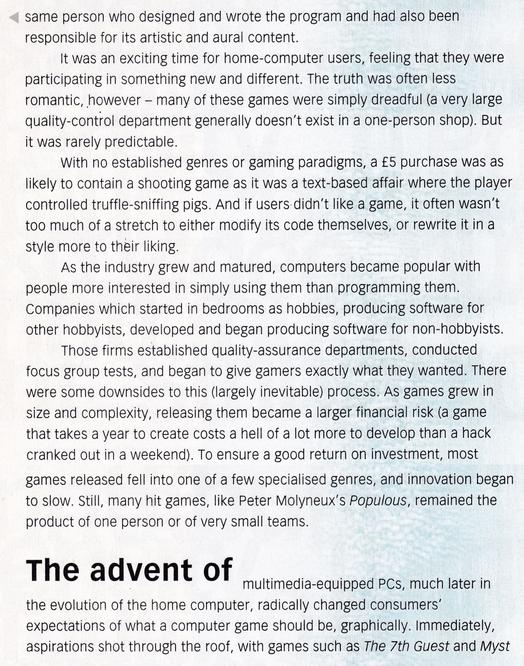 same person who designed and wrote the program and had also been
responsible for its artistic and aural content.
It was an exciting time for home-computer users, feeling that they were
participating in something new and different. The truth was often less
romantic, however – many of these games were simply dreadful (a very large
quality-control department generally doesn't exist in a one-person shop). But
it was rarely predictable.
With no established genres or gaming paradigms, a £5 purchase was as
likely to contain a shooting game as it was a text-based affair where the player
controlled truffle-sniffing pigs. And if users didn't like a game, it often wasn't
too much of a stretch to either modify its code themselves, or rewrite it in a
style more to their liking.
As the industry grew and matured, computers became popular with
people more interested in simply using them than programming them.
Companies which started in bedrooms as hobbies, producing software for
other hobbyists, developed and began producing software for non-hobbyists.
Those firms established quality-assurance departments, conducted
focus group tests, and began to give gamers exactly what they wanted. There
were some downsides to this (largely inevitable) process. As games grew in
size and complexity, releasing them became a larger financial risk (a game
that takes a year to create costs a hell of a lot more to develop than a hack
cranked out in a weekend). To ensure a good return on investment, most
games released fell into one of a few specialised genres, and innovation began
to slow. Still, many hit games, like Peter Molyneux's Populous, remained the
product of one person or of very small teams.
The advent of multimedia-equipped PCs, much later in
the evolution of the home computer, radically changed consumers'
expectations of what a computer game should be, graphically. Immediately,
aspirations shot through the roof, with games such as The 7th Guest and Myst